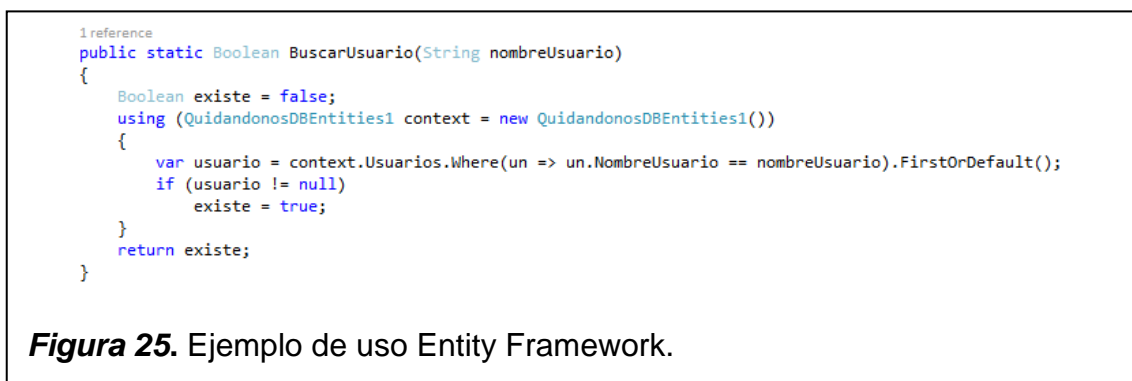 1 reference
public static Boolean BuscarUsuario(String nombreUsuario)
{
    Boolean existe = false;
    using (QuidandonosDBEntities1 context = new QuidandonosDBEntities1())
    {
        var usuario = context.Usuarios.Where(un => un.NombreUsuario == nombreUsuario).FirstOrDefault();
        if (usuario != null)
            existe = true;
    }
    return existe;
}
Figura 25. Ejemplo de uso Entity Framework.